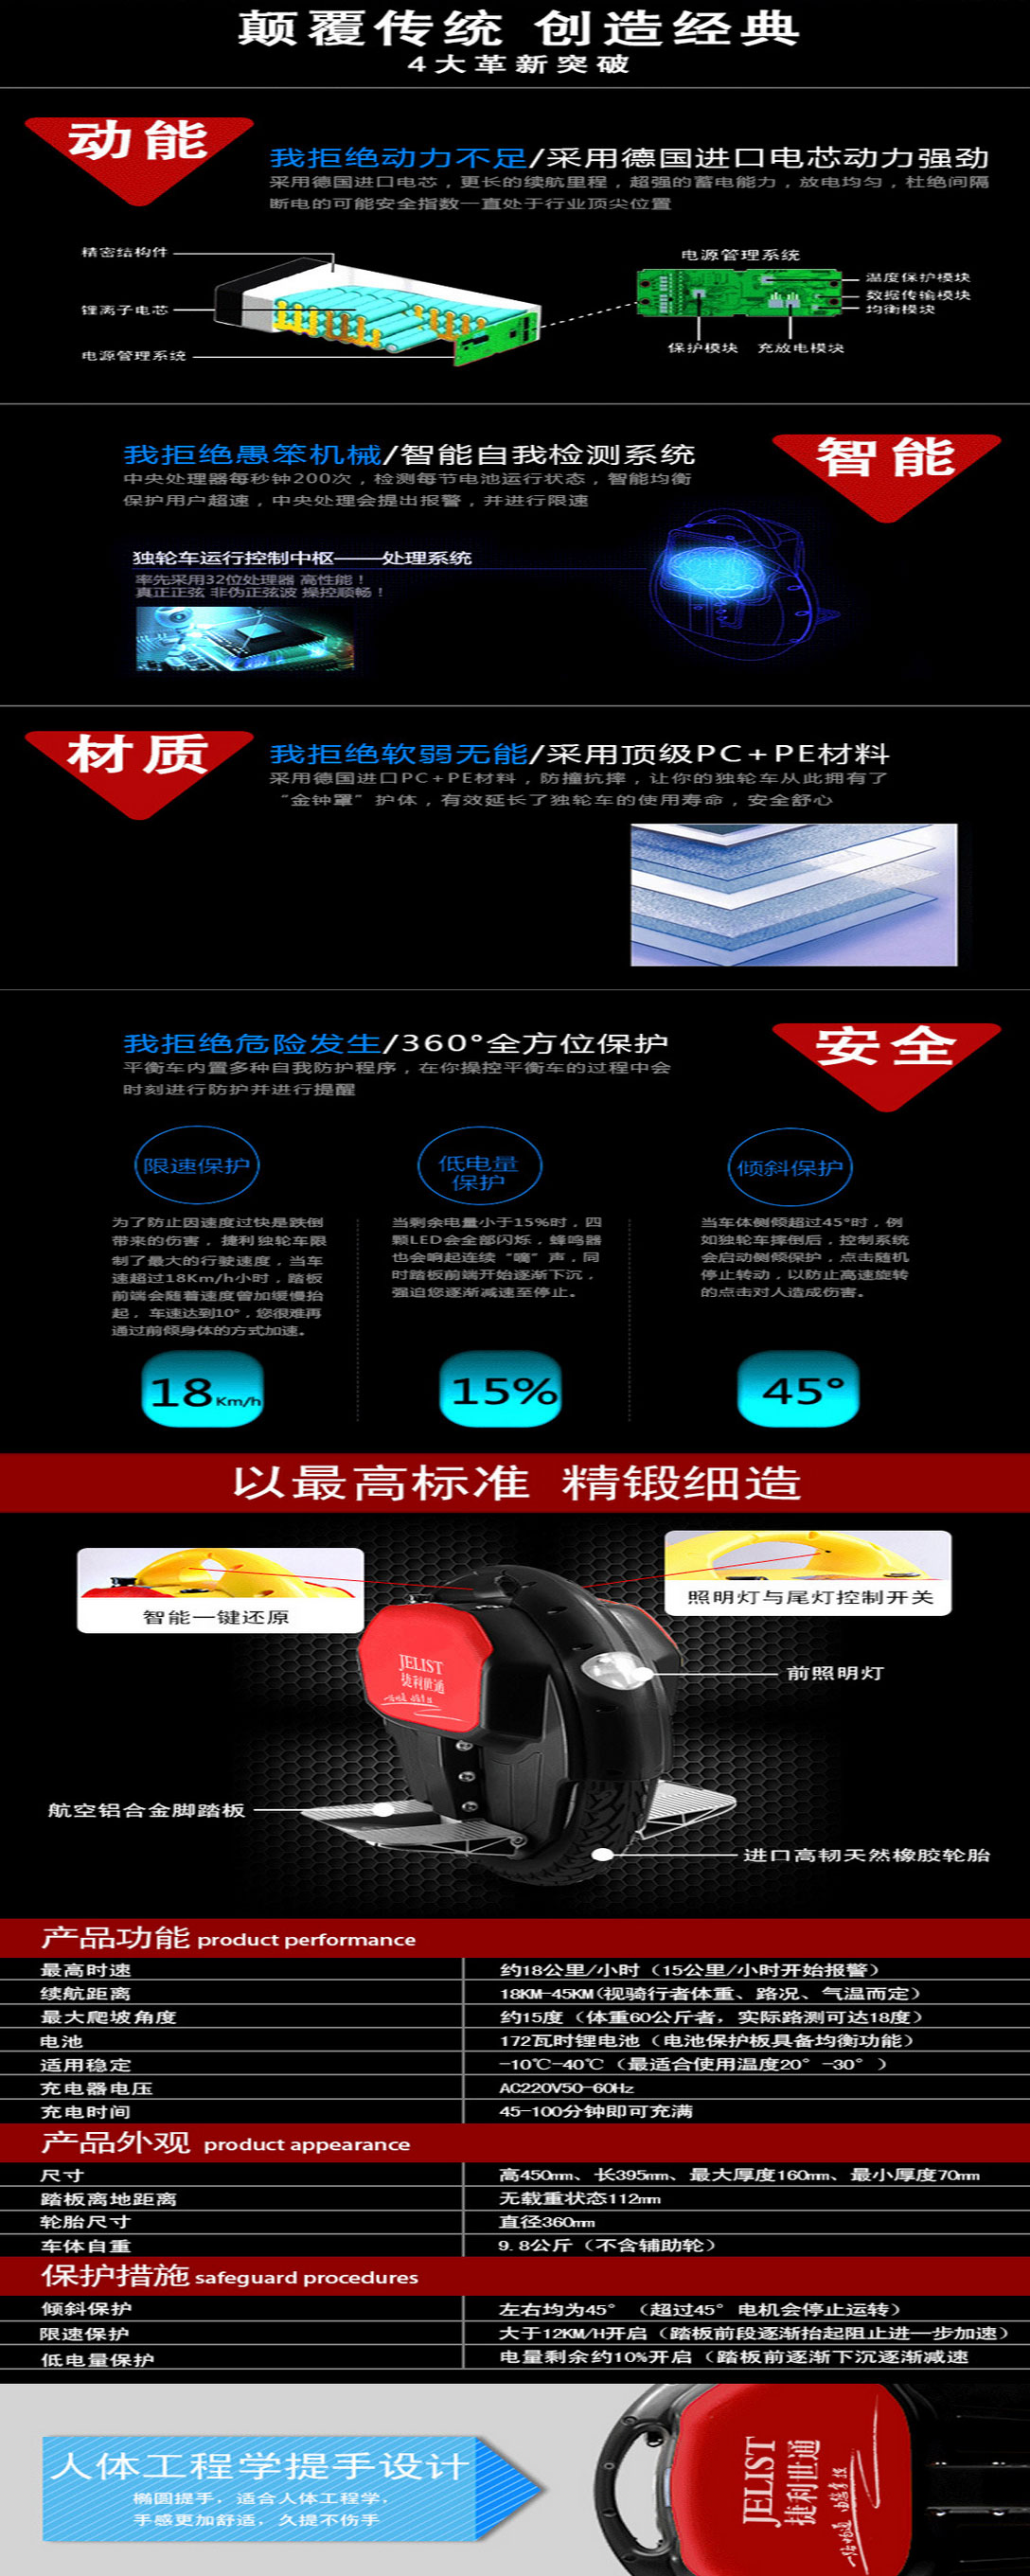 颠覆传统 创造经典
4大革新突破
动能
我拒绝动力不足/采用德国进口电芯动力强劲
采用德国进口电芯，更长的续航里程，超强的蓄电能力，放电均匀，杜绝间隔
断电的可能安全指数一直处于行业顶尖位置
精密结构件
锂离子电芯
电源管理系统
电源管理系统
温度保护模块
数据传输模块
均衡模块
保护模块 充放电模块
我拒绝愚笨机械/智能自我检测系统
智能
中央处理器每秒钟200次，检测每节电池运行状态，智能均衡
保护用户超速，中央处理会提出报警，并进行限速
独轮车运行控制中枢——处理系统
率先采用32位处理器 高性能！
真正正弦 非伪正弦波 操控顺畅！
材质
我拒绝软弱无能/采用顶级PC+PE材料
采用德国进口PC+PE材料，防撞抗摔，让你的独轮车从此拥有了
“金钟罩”护体，有效延长了独轮车的使用寿命，安全舒心
我拒绝危险发生/360°全方位保护
安全
平衡车内置多种自我防护程序，在你操控平衡车的过程中会
时刻进行防护并进行提醒
限速保护
为了防止因速度过快是跌倒
带来的伤害， 捷利独轮车限
制了最大的行驶速度，当车
速超过18Km/h小时，踏板
前端会随着速度曾加缓慢抬
起， 车速达到10°，您很难再
通过前倾身体的方式加速。
18Km/h
低电量
保护
当剩余电量小于15%时，四
颗LED会全部闪烁，蜂鸣器
也会响起连续“嘀”声，同
时踏板前端开始逐渐下沉，
强迫您逐渐减速至停止。
15%
倾斜保护
当车体侧倾超过45°时，例
如独轮车摔倒后，控制系统
会启动侧倾保护，点击随机
停止转动，以防止高速旋转
的点击对人造成伤害。
45°
以最高标准 精锻细造
智能一键还原
照明灯与尾灯控制开关
JELIST
捷利世通
前照明灯
航空铝合金脚踏板
进口高韧天然橡胶轮胎
产品功能 product performance
最高时速 约18公里/小时（15公里/小时开始报警）
续航距离 18KM-45KM(视骑行者体重、路况、气温而定）
最大爬坡角度 约15度（体重60公斤者，实际路测可达18度）
电池 172瓦时锂电池（电池保护板具备均衡功能）
适用稳定 -10℃-40℃（最适合使用温度20°-30°）
充电器电压 AC220V50-60Hz
充电时间 45-100分钟即可充满
产品外观 product appearance
尺寸 高450mm、长395mm、最大厚度160mm、最小厚度70mm
踏板离地距离 无载重状态112mm
轮胎尺寸 直径360mm
车体自重 9.8公斤（不含辅助轮）
保护措施 safeguard procedures
倾斜保护 左右均为45°（超过45°电机会停止运转）
限速保护 大于12KM/H开启（踏板前段逐渐抬起阻止进一步加速）
低电量保护 电量剩余约10%开启（踏板前逐渐下沉逐渐减速
人体工程学提手设计
椭圆提手，适合人体工程学，
手感更加舒适，久提不伤手
JELIST
捷利世通